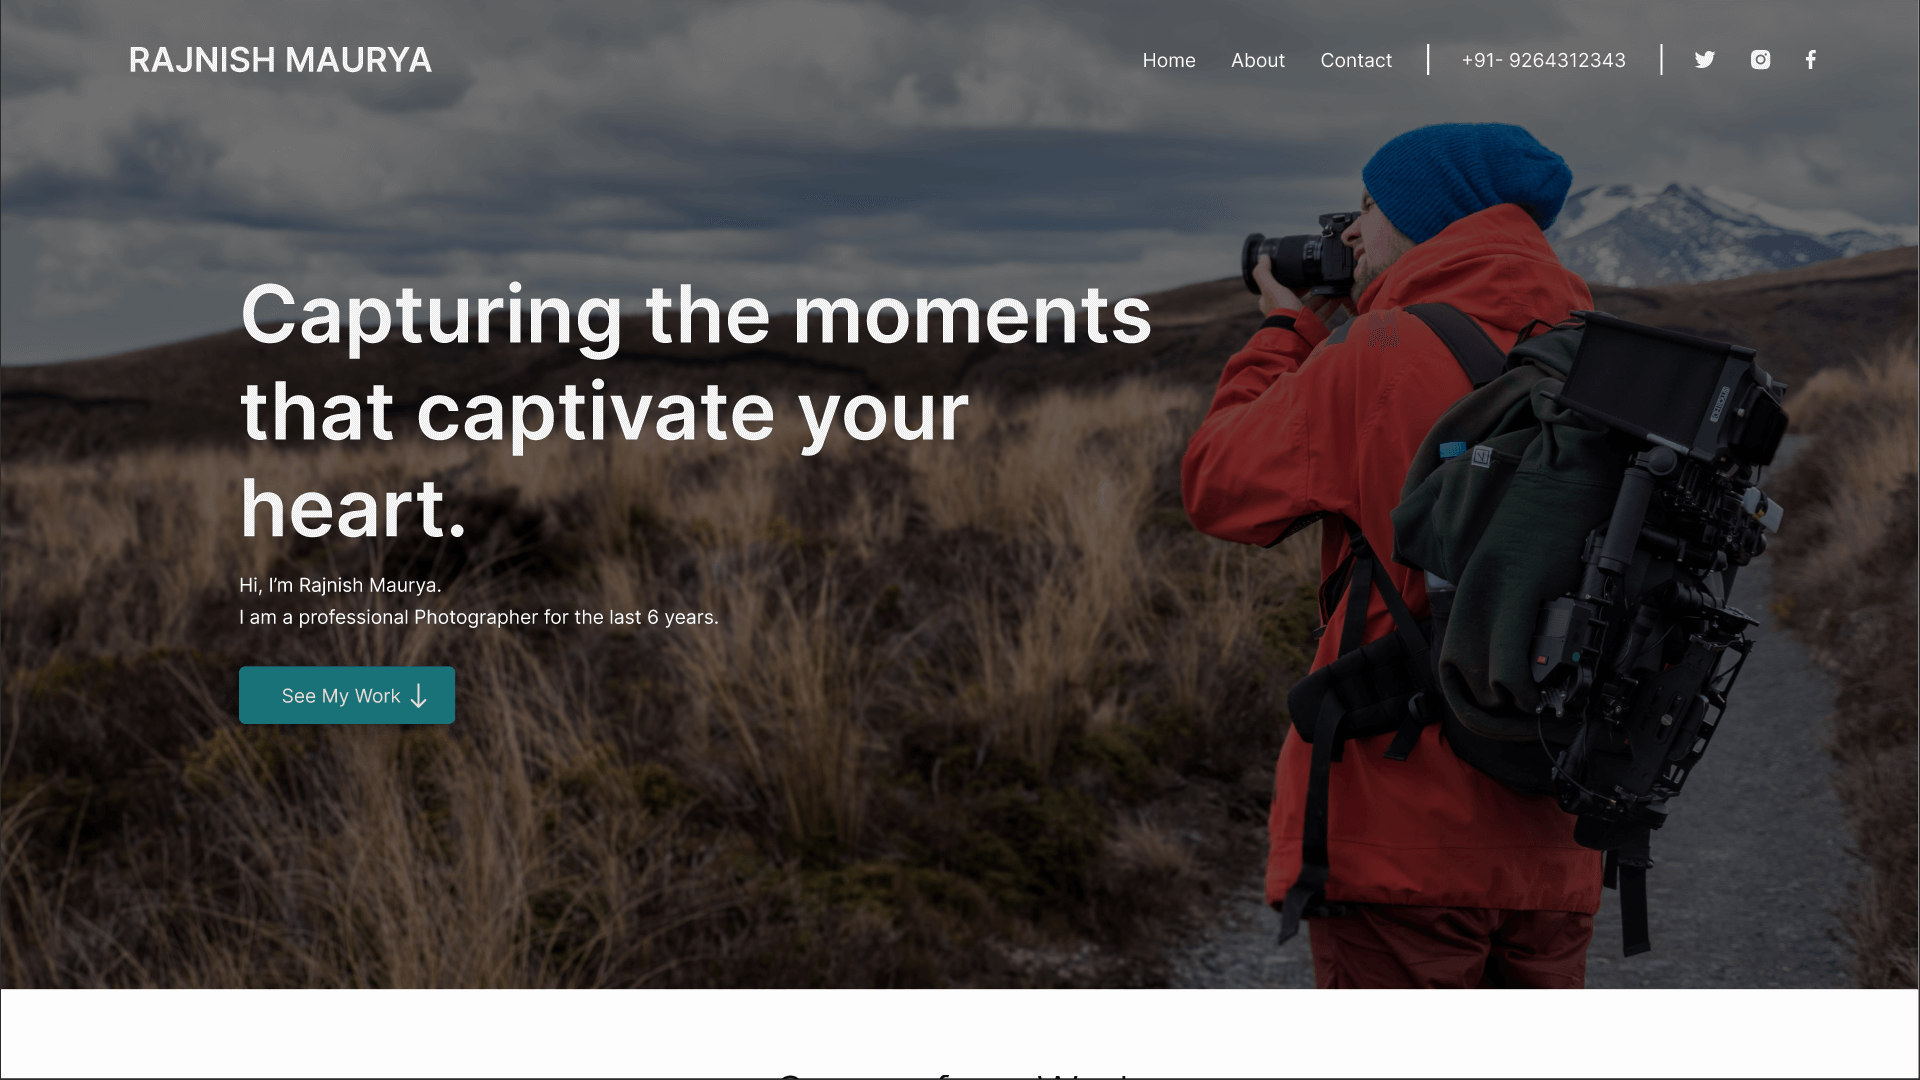 RAJNISH MAURYA
Home About Contact +91- 9264312343
Capturing the moments
that captivate your
heart.
Hi, I’m Rajnish Maurya.
I am a professional Photographer for the last 6 years.
See My Work